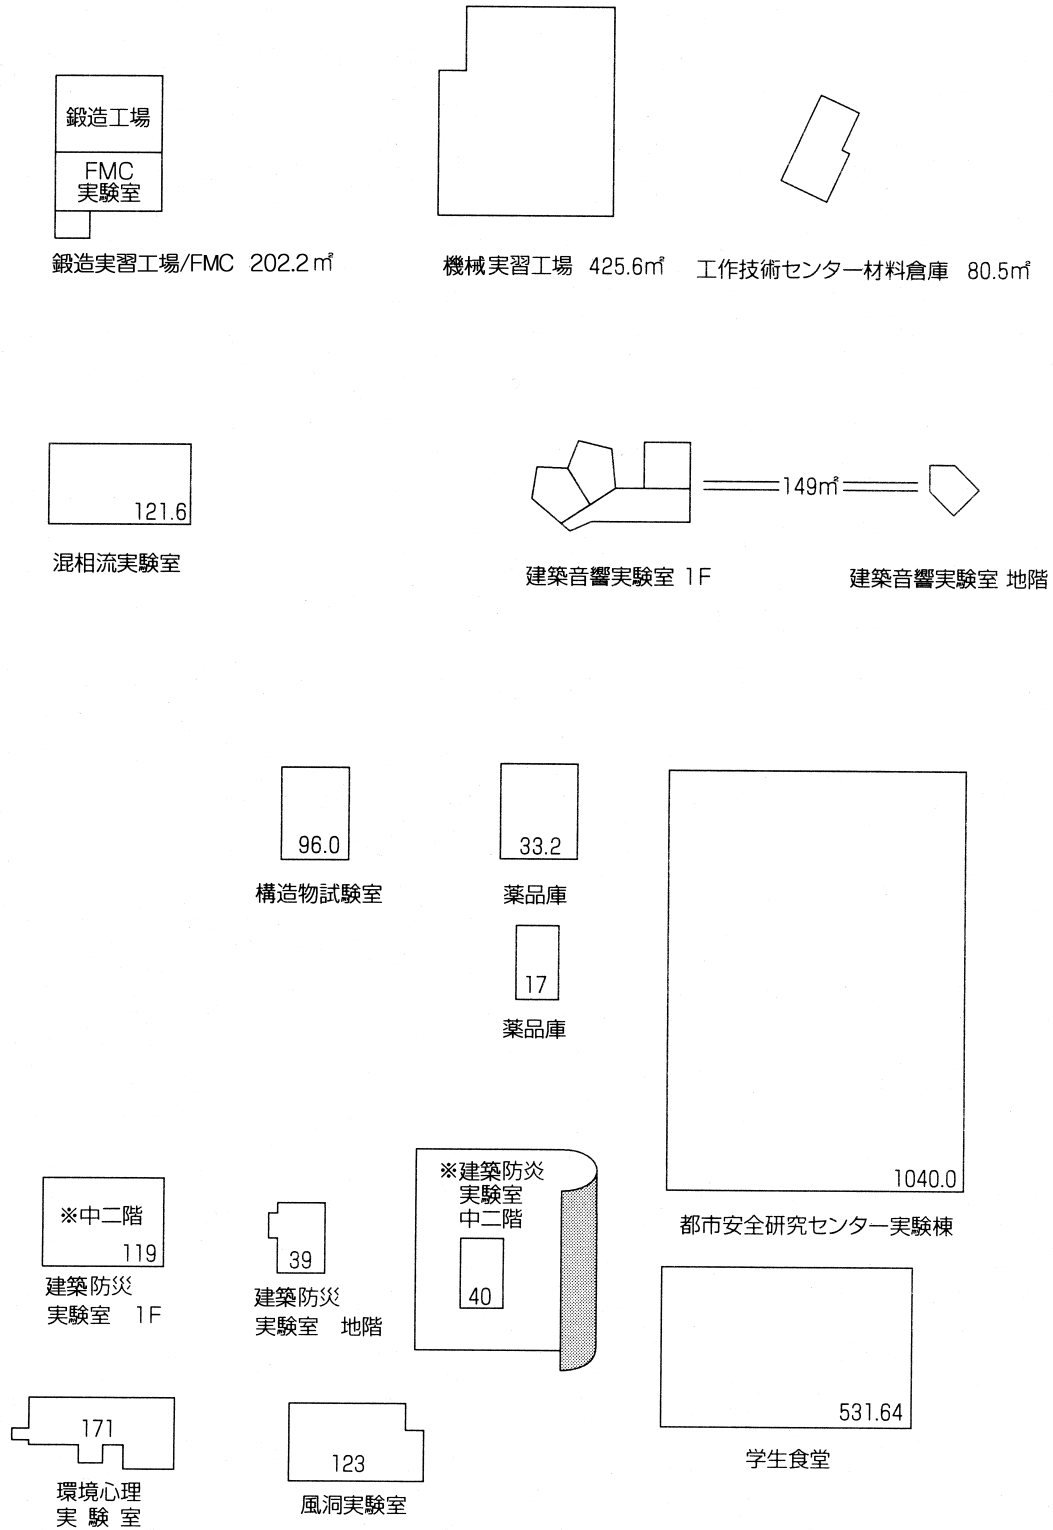 鍛造工場
FMC
実験室
鍛造実習工場/FMC 202.2㎡
機械実習工場 425.6㎡
工作技術センター材料倉庫 80.5㎡
121.6
混相流実験室
149㎡
建築音響実験室 1F
建築音響実験室 地階
96.0
構造物試験室
33.2
薬品庫
17
薬品庫
1040.0
都市安全研究センター実験棟
※中二階
119
建築防災
実験室 1F
39
建築防災
実験室 地階
※建築防炎
実験室
中二階
40
531.64
学生食堂
171
環境心理
実験室
123
風洞実験室